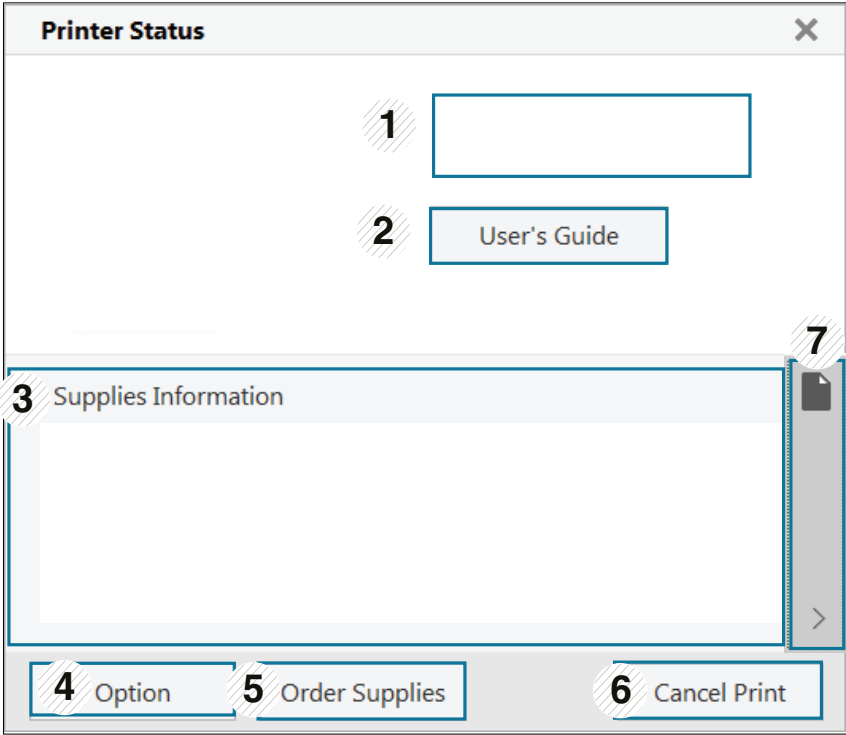 Printer Status
1
2 User's Guide
7
3 Supplies Information
4 Option 5 Order Supplies 6 Cancel Print